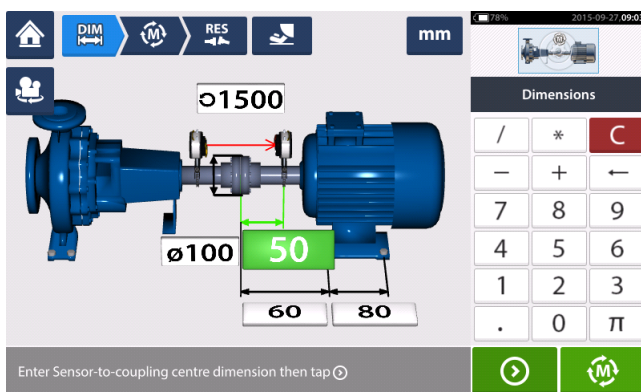 DIM
M
RES
mm
78%
2015-09-27,09:03
1500
ø100
50
60
80
Dimensions
/ * C
− + ←
7 8 9
4 5 6
1 2 3
. 0 π
M
Enter Sensor-to-coupling centre dimension then tap